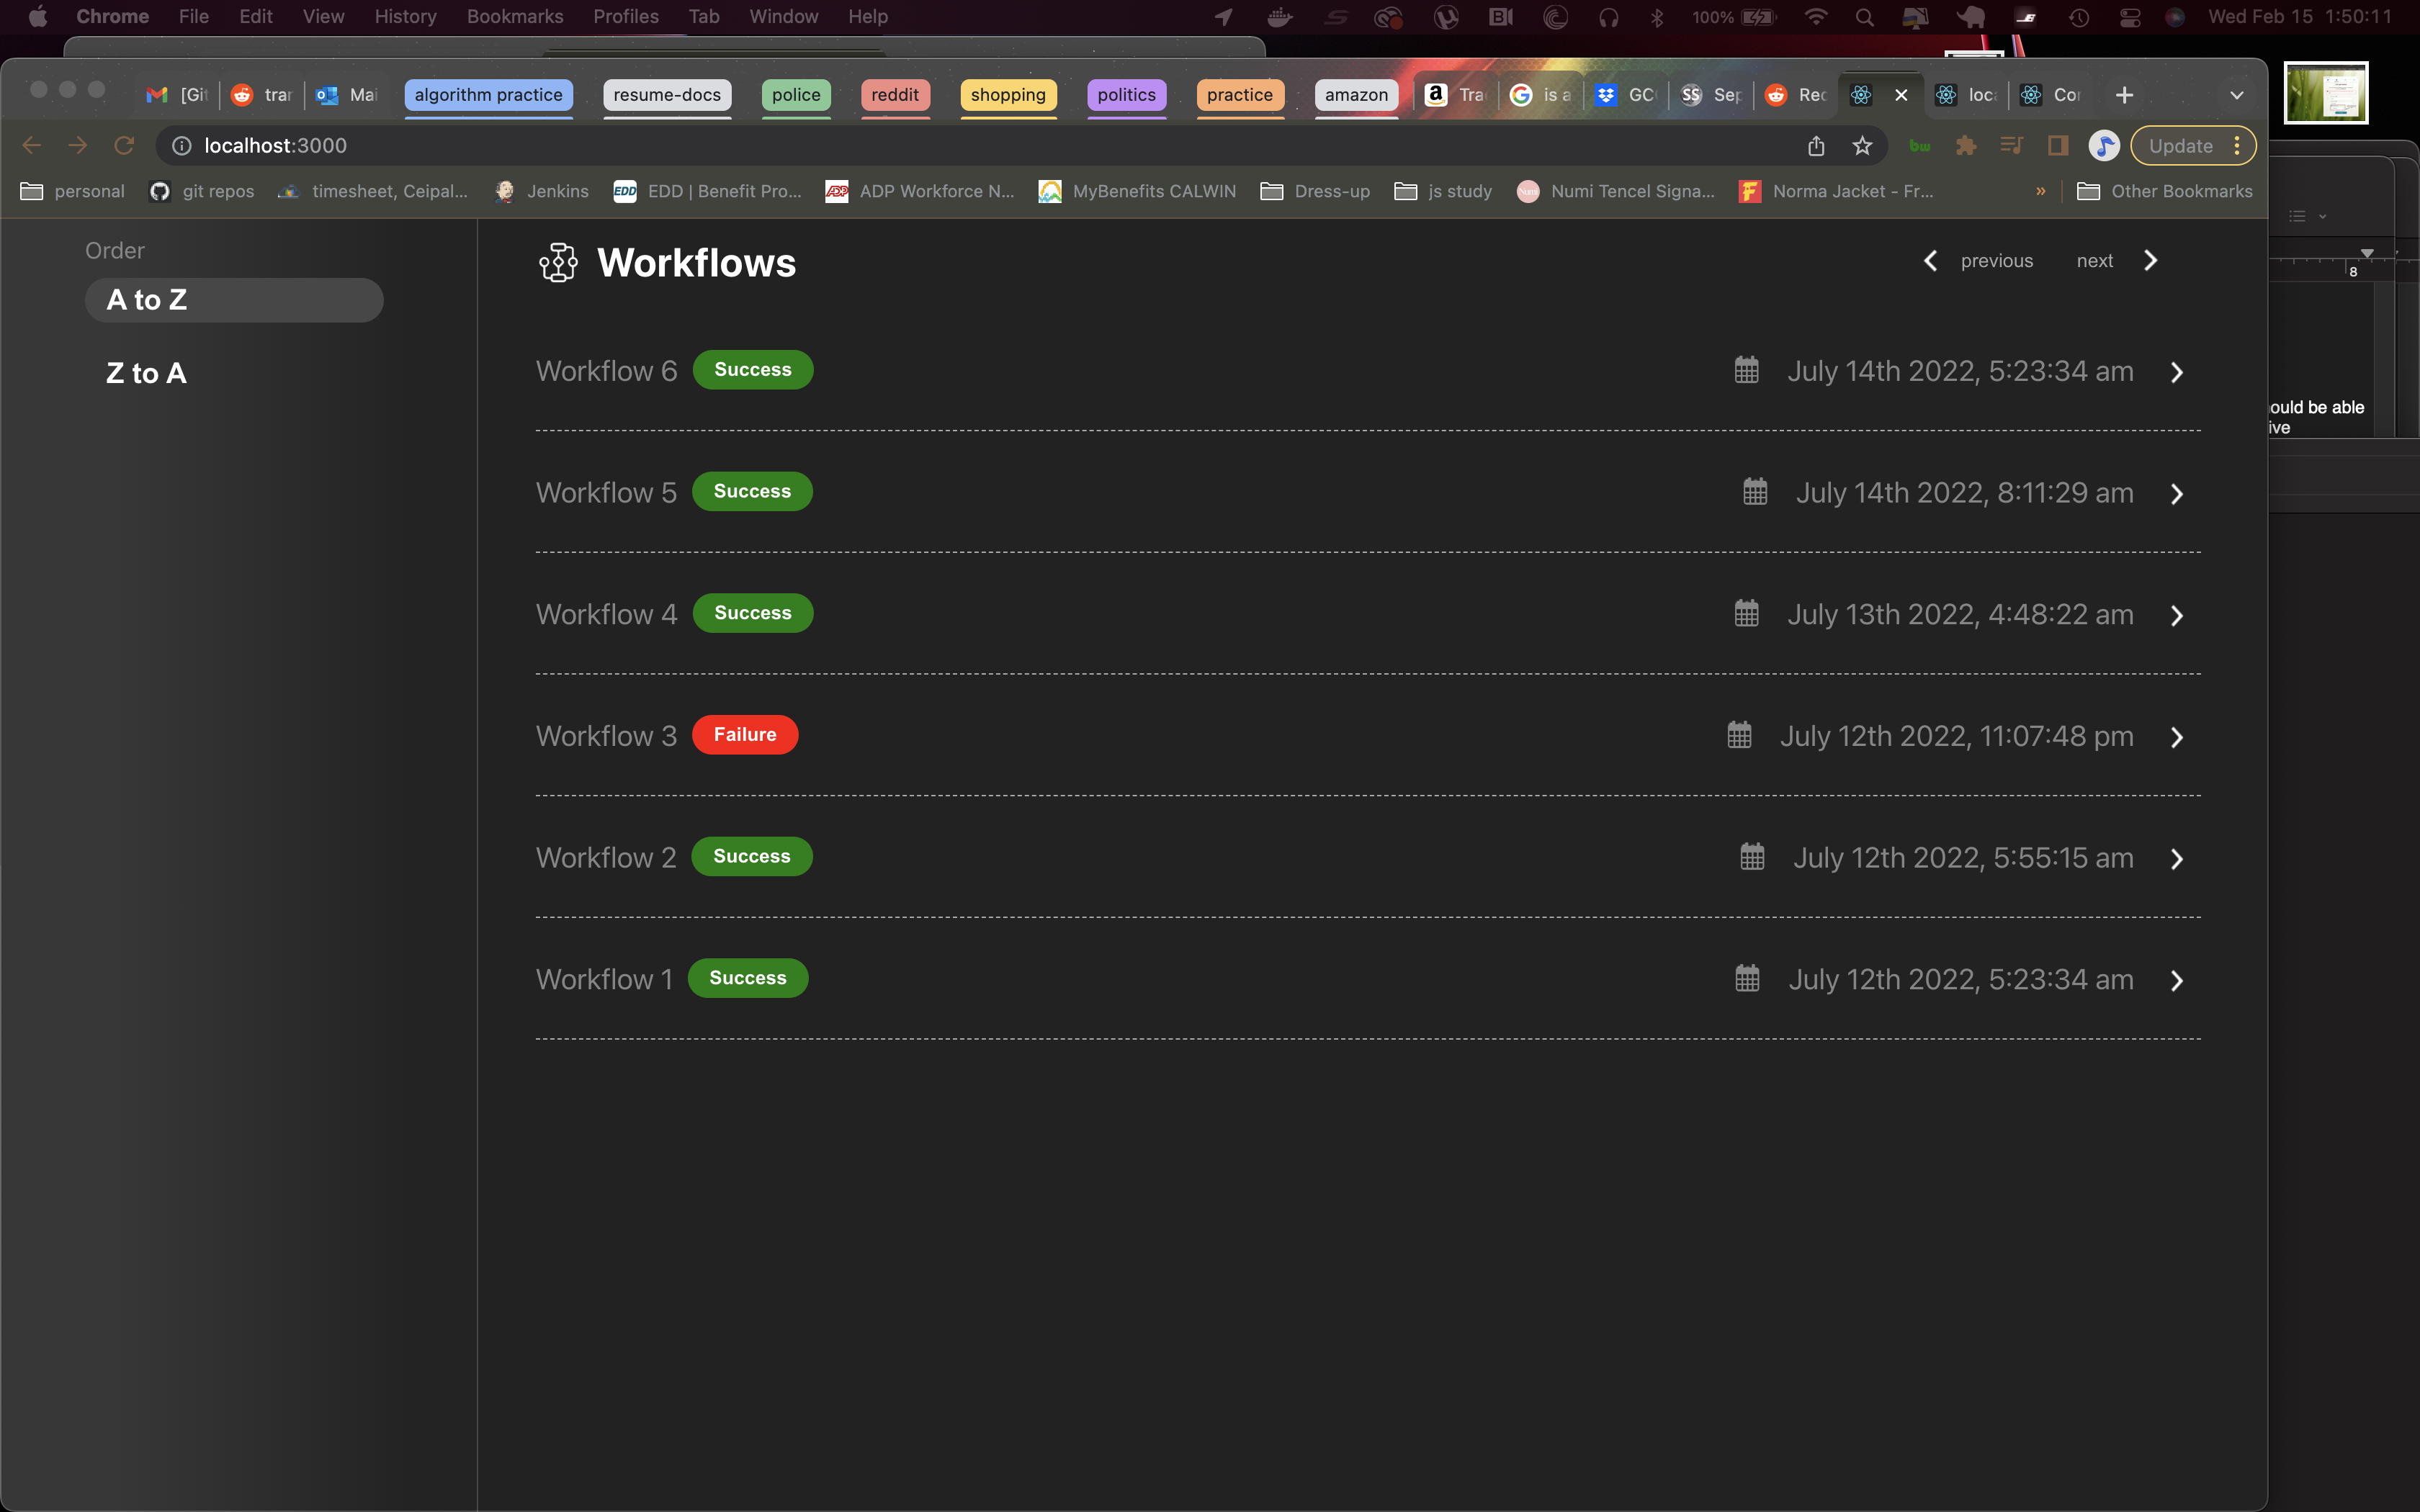 Chrome File Edit View History Bookmarks Profiles Tab Window Help 100% Wed Feb 15 1:50:11
[Git trar Mai algorithm practice resume-docs police reddit shopping politics practice amazon Tra is a GC Sep Rec loca Cor
localhost:3000 Update
personal git repos timesheet, Ceipal... Jenkins EDD | Benefit Pro... ADP Workforce N... MyBenefits CALWIN Dress-up js study Numi Tencel Signa... Norma Jacket - Fr... » Other Bookmarks
Order
A to Z
Z to A
Workflows previous next
Workflow 6 Success July 14th 2022, 5:23:34 am
Workflow 5 Success July 14th 2022, 8:11:29 am
Workflow 4 Success July 13th 2022, 4:48:22 am
Workflow 3 Failure July 12th 2022, 11:07:48 pm
Workflow 2 Success July 12th 2022, 5:55:15 am
Workflow 1 Success July 12th 2022, 5:23:34 am
8
ould be able
ive